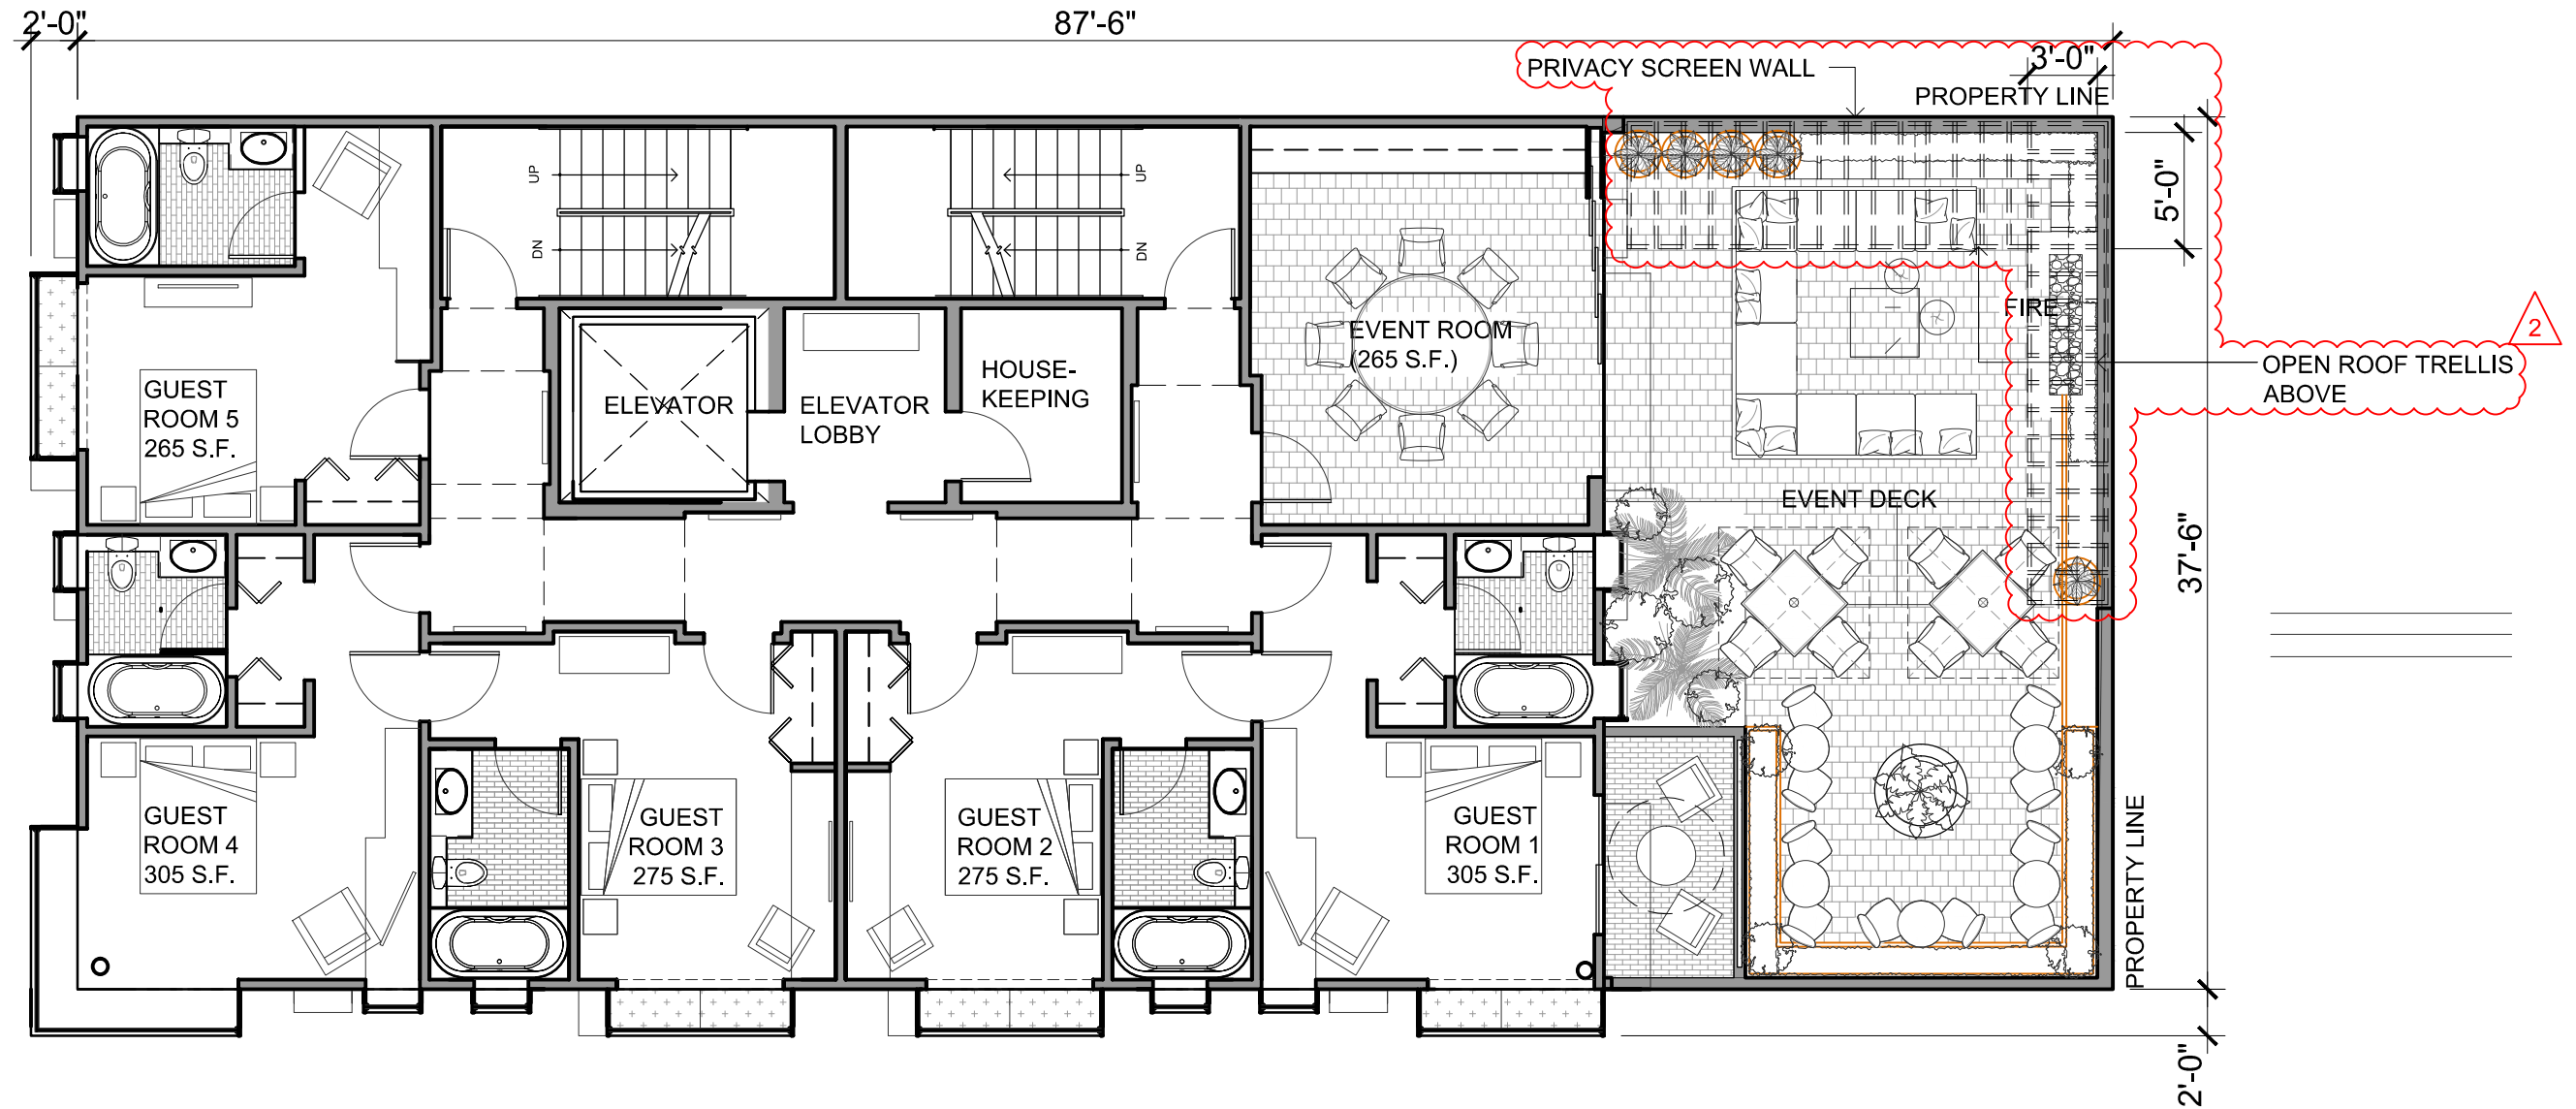 2'-0"
87'-6"
3'-0"
PRIVACY SCREEN WALL
PROPERTY LINE
UP
UP
5'-0"
DN
DN
FIRE
2
EVENT ROOM
(265 S.F.)
OPEN ROOF TRELLIS
ABOVE
HOUSE-
KEEPING
GUEST
ROOM 5
265 S.F.
ELEVATOR
ELEVATOR
LOBBY
EVENT DECK
37'-6"
GUEST
ROOM 4
305 S.F.
GUEST
ROOM 3
275 S.F.
GUEST
ROOM 2
275 S.F.
GUEST
ROOM 1
305 S.F.
PROPERTY LINE
2'-0"